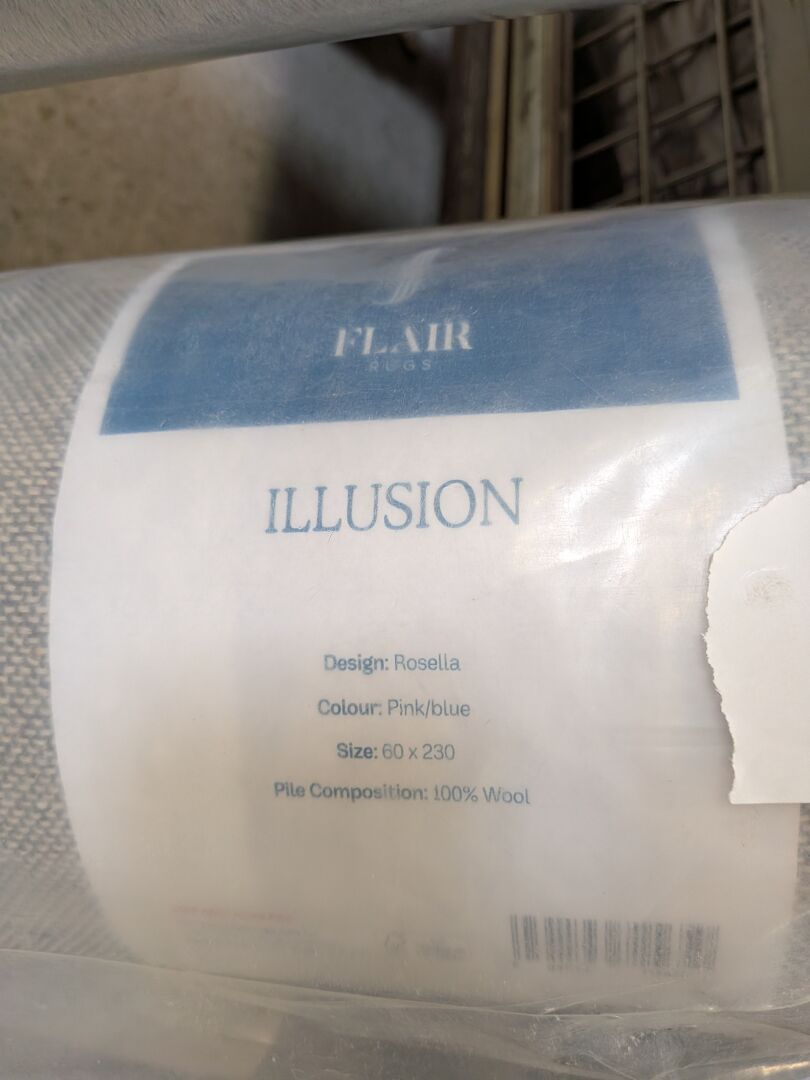 FLAIR
RUGS
ILLUSION
Design: Rosella
Colour: Pink/blue
Size: 60 x 230
Pile Composition: 100% Wool